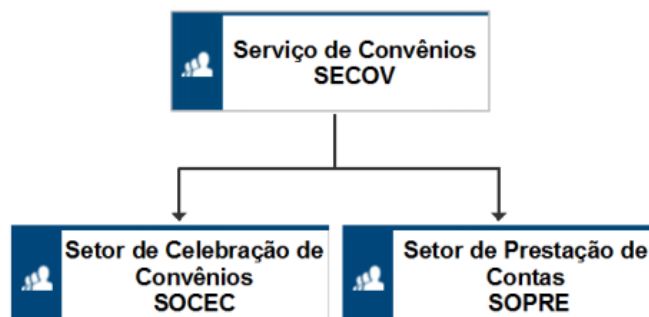 Serviço de Convênios
SECOV
Setor de Celebração de
Convênios
SOCEC
Setor de Prestação de
Contas
SOPRE